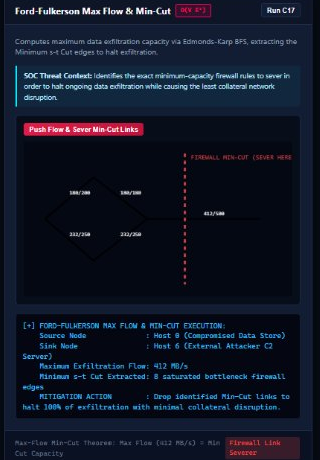 Ford-Fulkerson Max Flow & Min-Cut
O(V E²)
Run C17
Computes maximum data exfiltration capacity via Edmonds-Karp BFS, extracting the
Minimum s-t Cut edges to halt exfiltration.
SOC Threat Context: Identifies the exact minimum-capacity firewall rules to sever in
order to halt ongoing data exfiltration while causing the least collateral network
disruption.
Push Flow & Sever Min-Cut Links
FIREWALL MIN-CUT (SEVER HERE
180/200
180/180
412/500
232/250
232/250
[+] FORD-FULKERSON MAX FLOW & MIN-CUT EXECUTION:
Source Node : Host 0 (Compromised Data Store)
Sink Node : Host 6 (External Attacker C2
Server)
Maximum Exfiltration Flow: 412 MB/s
Minimum s-t Cut Extracted: 8 saturated bottleneck firewall
edges
MITIGATION ACTION : Drop identified Min-Cut links to
halt 100% of exfiltration with minimal collateral disruption.
Max-Flow Min-Cut Theorem: Max Flow (412 MB/s) = Min
Cut Capacity
Firewall Link
Severer